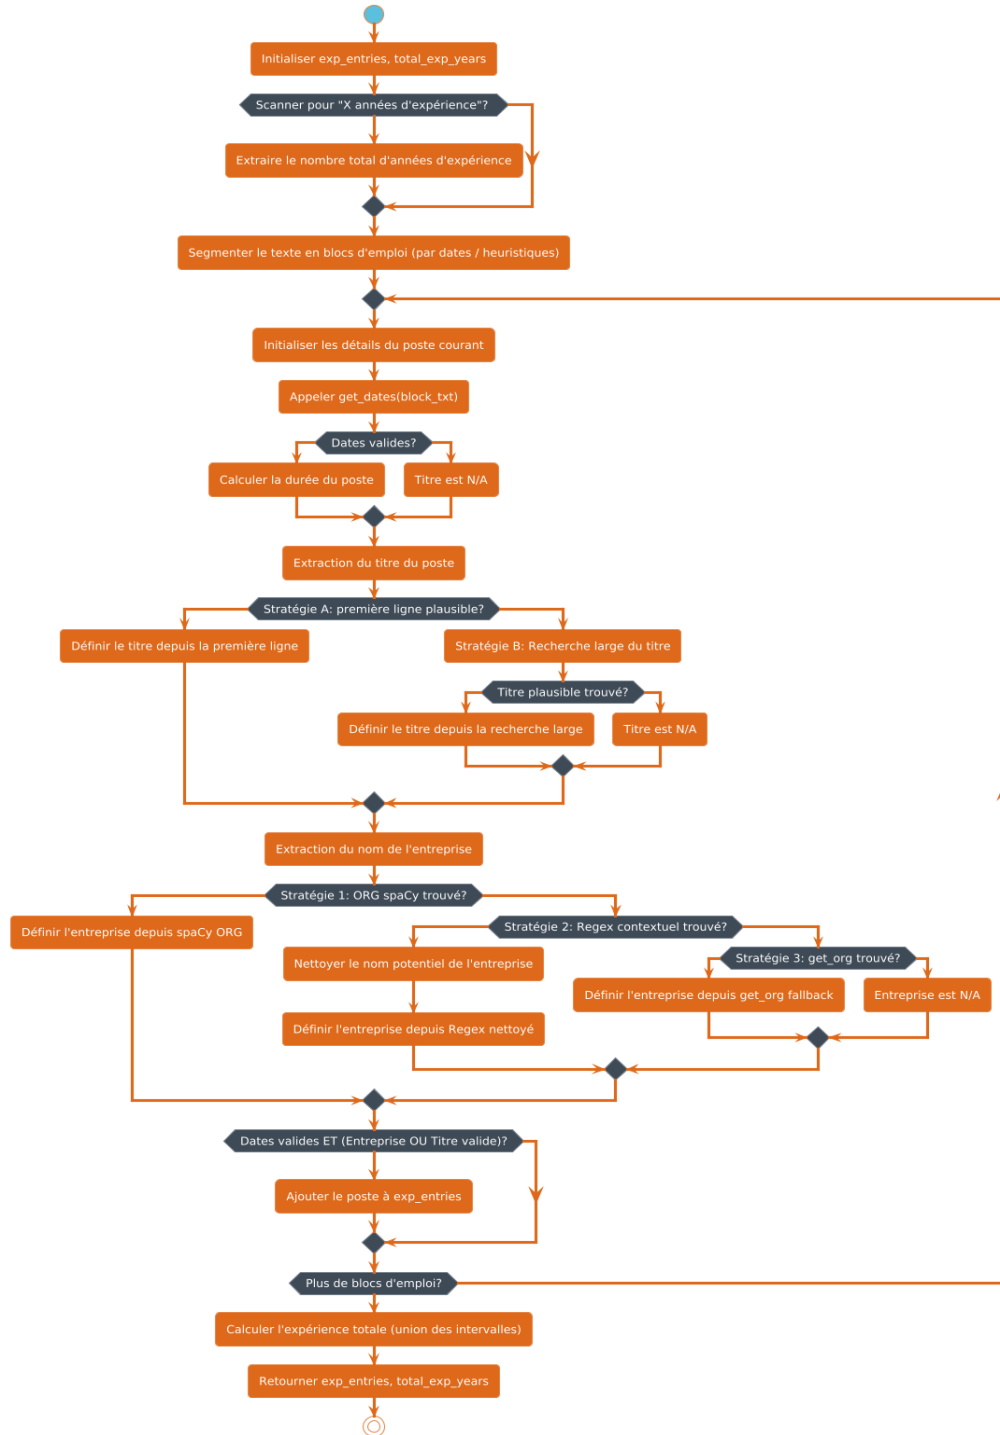 Initialiser exp_entries, total_exp_years
Scanner pour "X années d'expérience"?
Extraire le nombre total d'années d'expérience
Segmenter le texte en blocs d'emploi (par dates / heuristiques)
Initialiser les détails du poste courant
Appeler get_dates(block_txt)
Dates valides?
Calculer la durée du poste
Titre est N/A
Extraction du titre du poste
Stratégie A: première ligne plausible?
Définir le titre depuis la première ligne
Stratégie B: Recherche large du titre
Titre plausible trouvé?
Définir le titre depuis la recherche large
Titre est N/A
Extraction du nom de l'entreprise
Stratégie 1: ORG spaCy trouvé?
Définir l'entreprise depuis spaCy ORG
Stratégie 2: Regex contextuel trouvé?
Nettoyer le nom potentiel de l'entreprise
Définir l'entreprise depuis Regex nettoyé
Stratégie 3: get_org trouvé?
Définir l'entreprise depuis get_org fallback
Entreprise est N/A
Dates valides ET (Entreprise OU Titre valide)?
Ajouter le poste à exp_entries
Plus de blocs d'emploi?
Calculer l'expérience totale (union des intervalles)
Retourner exp_entries, total_exp_years